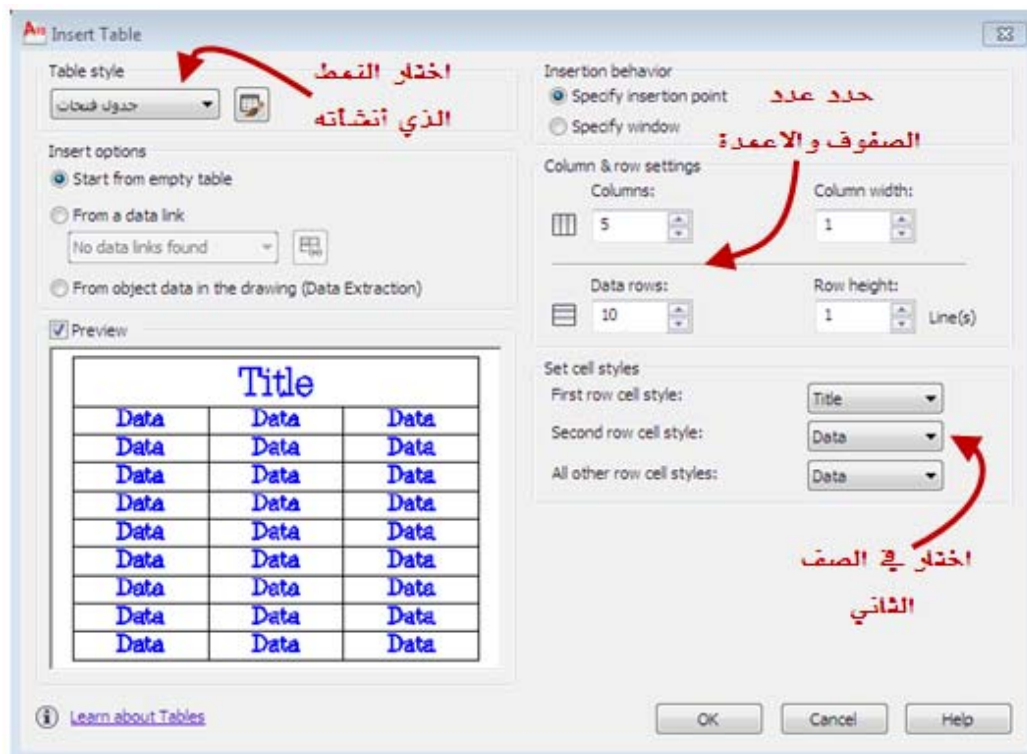 Insert Table
Table style
جدول فتحات
اختار النمط
الذي أنشأته
Insert options
Start from empty table
From a data link
No data links found
From object data in the drawing (Data Extraction)
Preview
Title
Data Data Data
Data Data Data
Data Data Data
Data Data Data
Data Data Data
Data Data Data
Data Data Data
Data Data Data
Data Data Data
Insertion behavior
Specify insertion point
Specify window
حدد عدد
الصفوف والاعمدة
Column & row settings
Columns: Column width:
5 1
Data rows: Row height:
10 1 Line(s)
Set cell styles
First row cell style: Title
Second row cell style: Data
All other row cell styles: Data
اختار في الصف
الثاني
Learn about Tables
OK Cancel Help